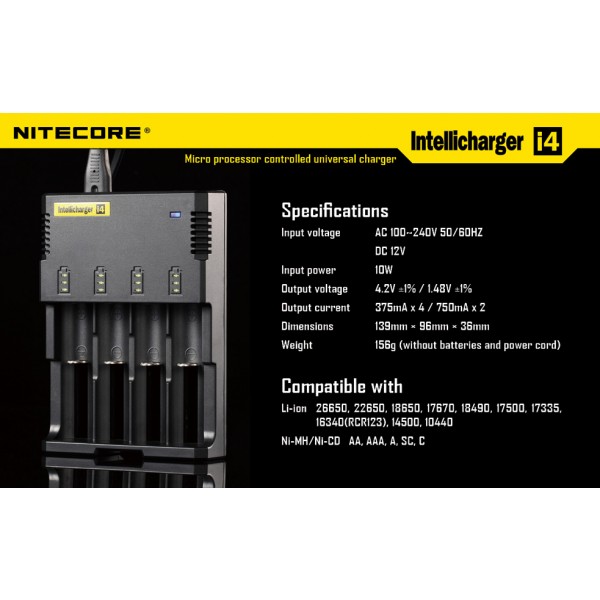 NITECORE®
Intellicharger i4
Micro processor controlled universal charger
Intellicharger i4
Specifications
Input voltage AC 100~240V 50/60HZ
DC 12V
Input power 10W
Output voltage 4.2V ±1% / 1.48V ±1%
Output current 375mA × 4 / 750mA × 2
Dimensions 139mm × 96mm × 36mm
Weight 156g (without batteries and power cord)
Compatible with
Li-ion 26650, 22650, 18650, 17670, 18490, 17500, 17335,
16340(RCR123), 14500, 10440
Ni-MH/Ni-CD AA, AAA, A, SC, C